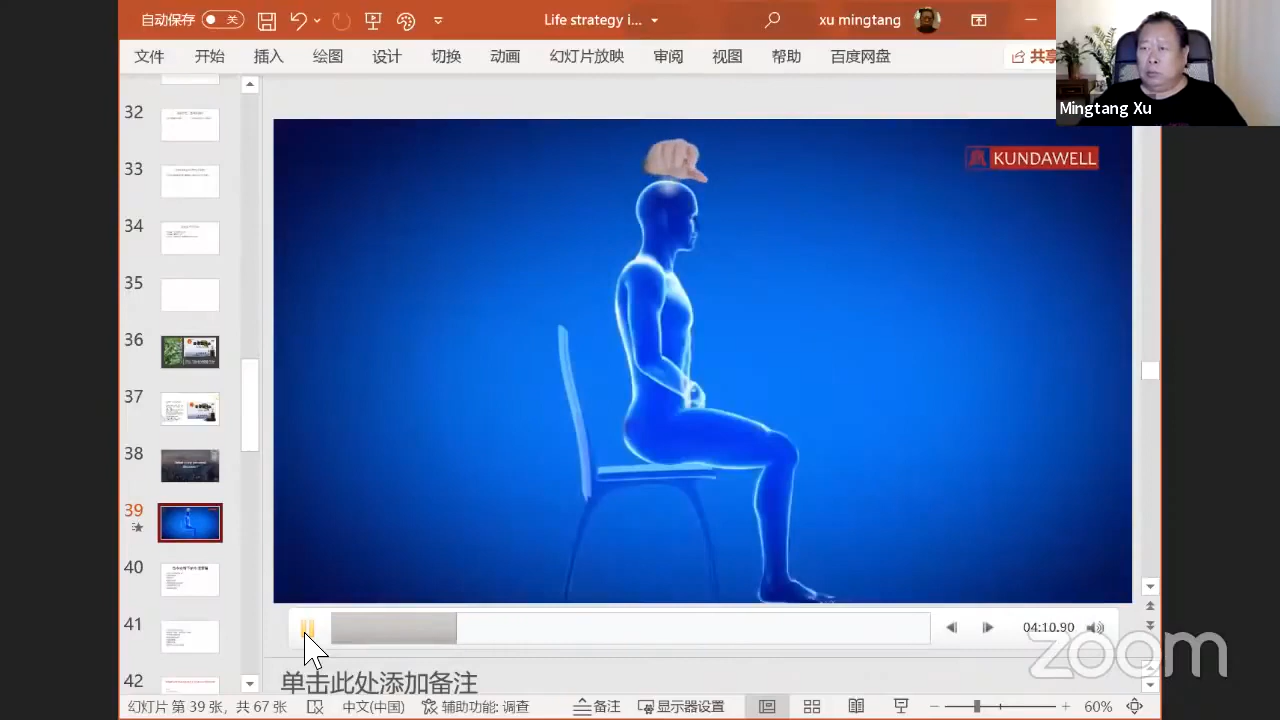 自动保存 关 Life strategy i... xu mingtang
文件 开始 插入 绘图 设计 切换 动画 幻灯片放映 审阅 视图 帮助 百度网盘 共享
Mingtang Xu
KUNDAWELL
32
33
34
35
36
37
38
39
40
41
42
04:10.90
zoom
单击此处添加备注
幻灯片 第 39 张，共 67 张 中文(中国) 辅助功能: 调查 备注 显示器设置 60%